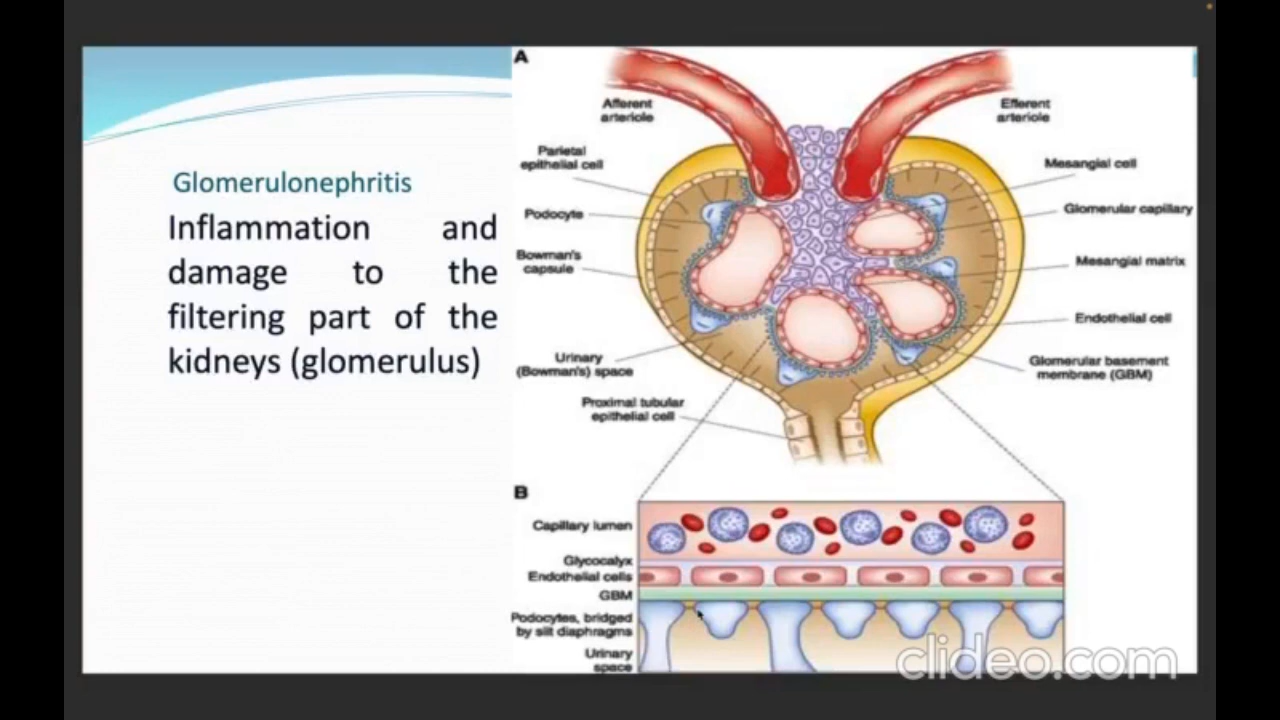 Glomerulonephritis
Inflammation and
damage to the
filtering part of the
kidneys (glomerulus)
A
Afferent
arteriole
Efferent
arteriole
Parietal
epithelial cell
Mesangial cell
Podocyte
Glomerular capillary
Bowman's
capsule
Mesangial matrix
Endothelial cell
Urinary
(Bowman's) space
Glomerular basement
membrane (GBM)
Proximal tubular
epithelial cell
B
Capillary lumen
Glycocalyx
Endothelial cells
GBM
Podocytes, bridged
by slit diaphragms
Urinary
space
clideo.com